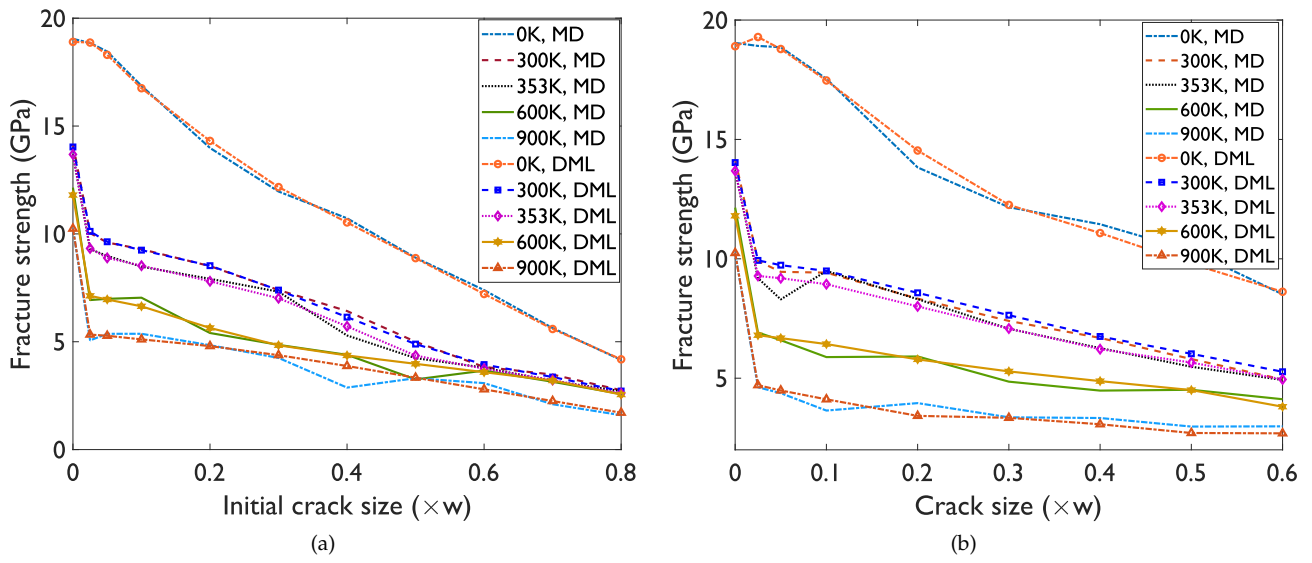 20
15
10
5
0
Fracture strength (GPa)
0
0.2
0.4
0.6
0.8
Initial crack size (×w)
0K, MD
300K, MD
353K, MD
600K, MD
900K, MD
0K, DML
300K, DML
353K, DML
600K, DML
900K, DML
(a)
20
15
10
5
Fracture strength (GPa)
0
0.1
0.2
0.3
0.4
0.5
0.6
Crack size (×w)
0K, MD
300K, MD
353K, MD
600K, MD
900K, MD
0K, DML
300K, DML
353K, DML
600K, DML
900K, DML
(b)